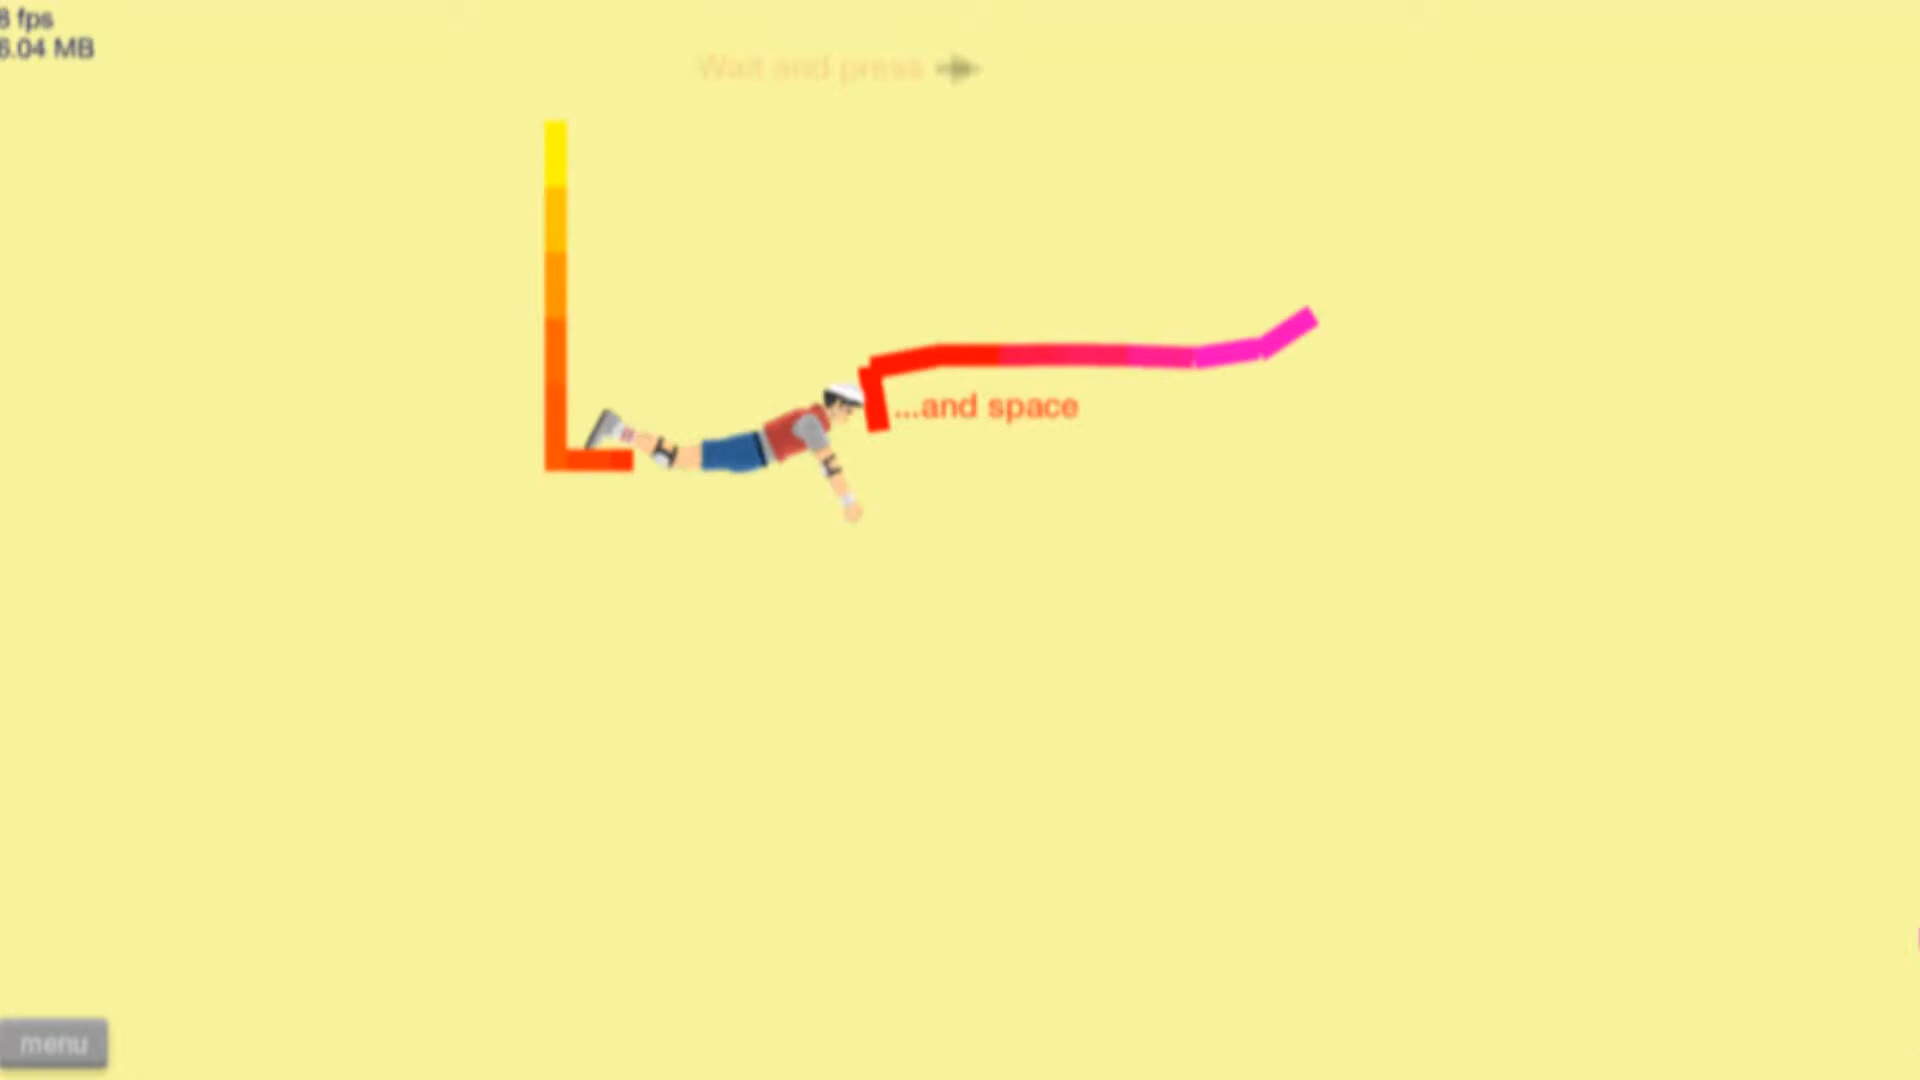 8 fps
6.04 MB
Wait and press
...and space
menu